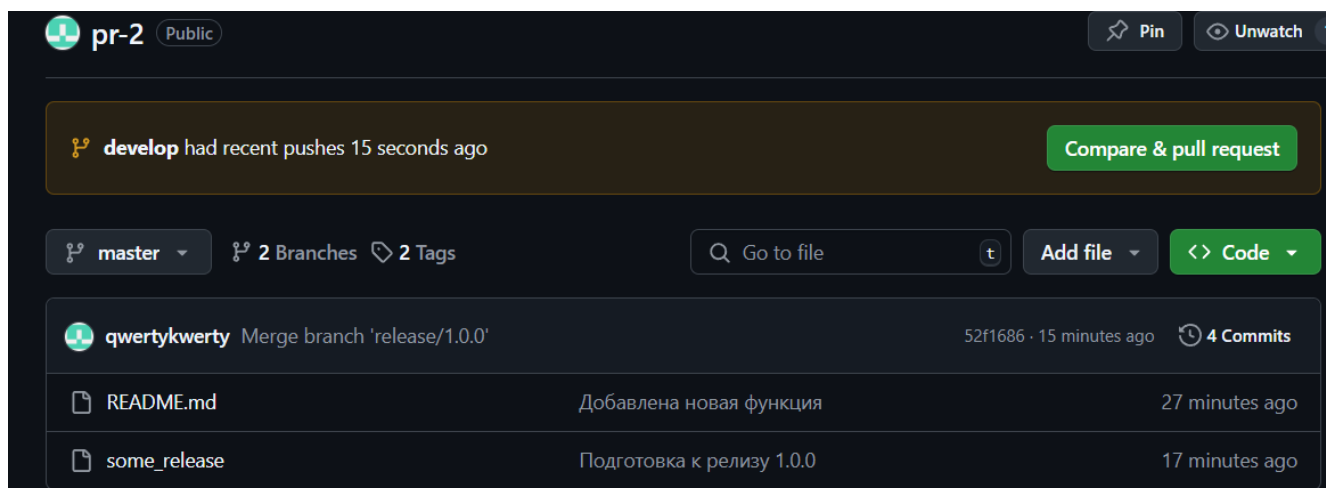 pr-2 Public Pin Unwatch
develop had recent pushes 15 seconds ago Compare & pull request
master 2 Branches 2 Tags Go to file t Add file Code
qwertykwerty Merge branch 'release/1.0.0' 52f1686 · 15 minutes ago 4 Commits
README.md Добавлена новая функция 27 minutes ago
some_release Подготовка к релизу 1.0.0 17 minutes ago